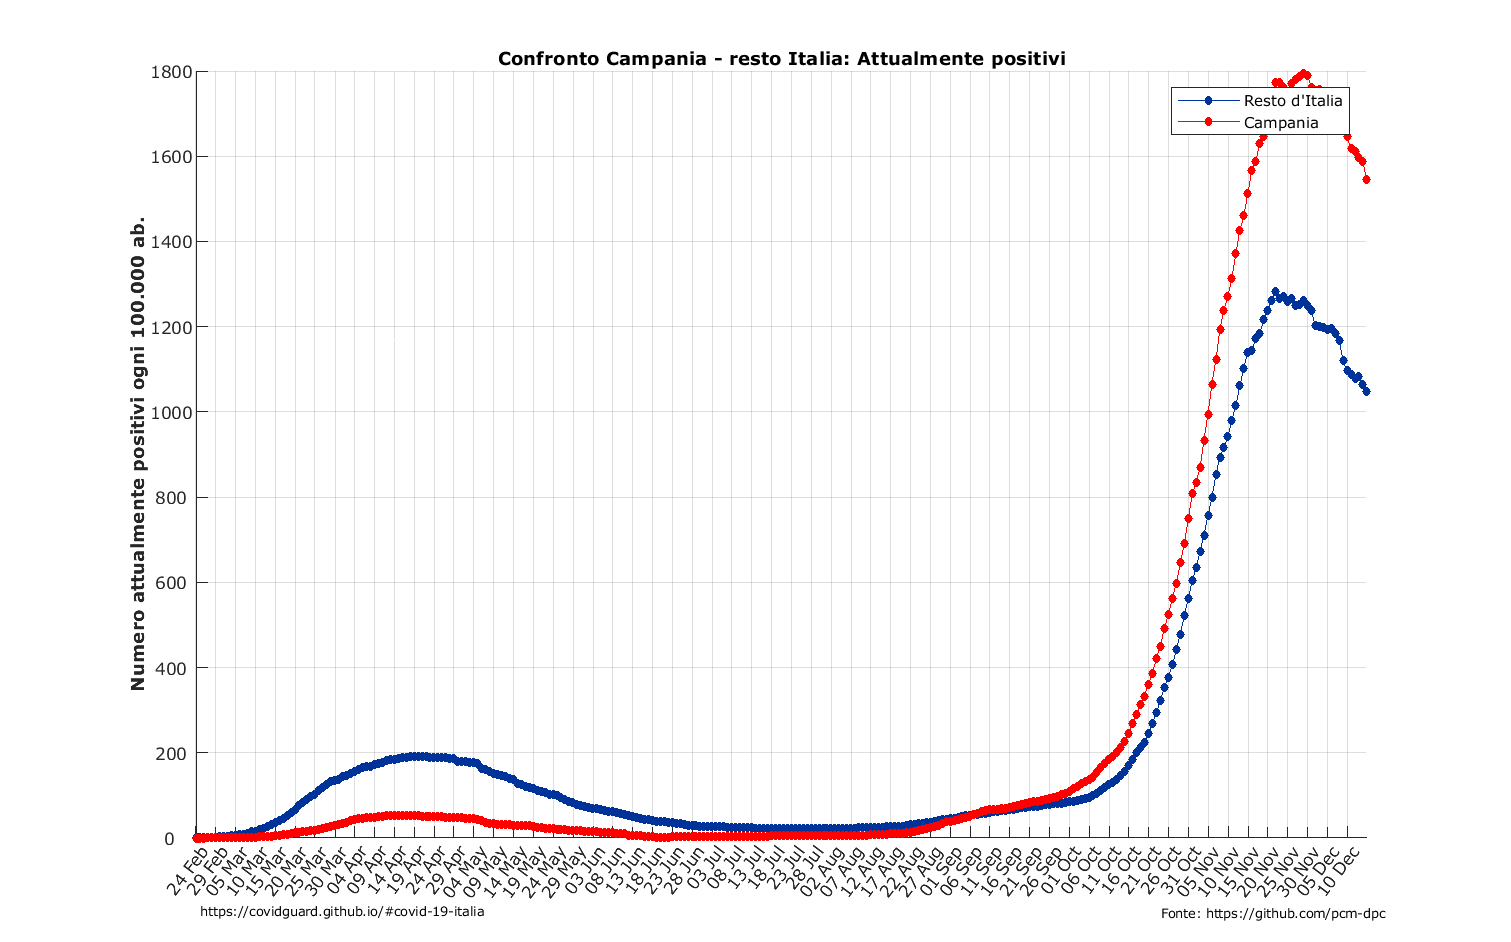 Confronto Campania - resto Italia: Attualmente positivi
Numero attualmente positivi ogni 100.000 ab.
1800
1600
1400
1200
1000
800
600
400
200
0
Resto d'Italia
Campania
24 Feb
29 Feb
05 Mar
10 Mar
15 Mar
20 Mar
25 Mar
30 Mar
04 Apr
09 Apr
14 Apr
19 Apr
24 Apr
29 Apr
04 May
09 May
14 May
19 May
24 May
29 May
03 Jun
08 Jun
13 Jun
18 Jun
23 Jun
28 Jun
03 Jul
08 Jul
13 Jul
18 Jul
23 Jul
28 Jul
02 Aug
07 Aug
12 Aug
17 Aug
22 Aug
27 Aug
01 Sep
06 Sep
11 Sep
16 Sep
21 Sep
26 Sep
01 Oct
06 Oct
11 Oct
16 Oct
21 Oct
26 Oct
31 Oct
05 Nov
10 Nov
15 Nov
20 Nov
25 Nov
30 Nov
05 Dec
10 Dec
https://covidguard.github.io/#covid-19-italia
Fonte: https://github.com/pcm-dpc